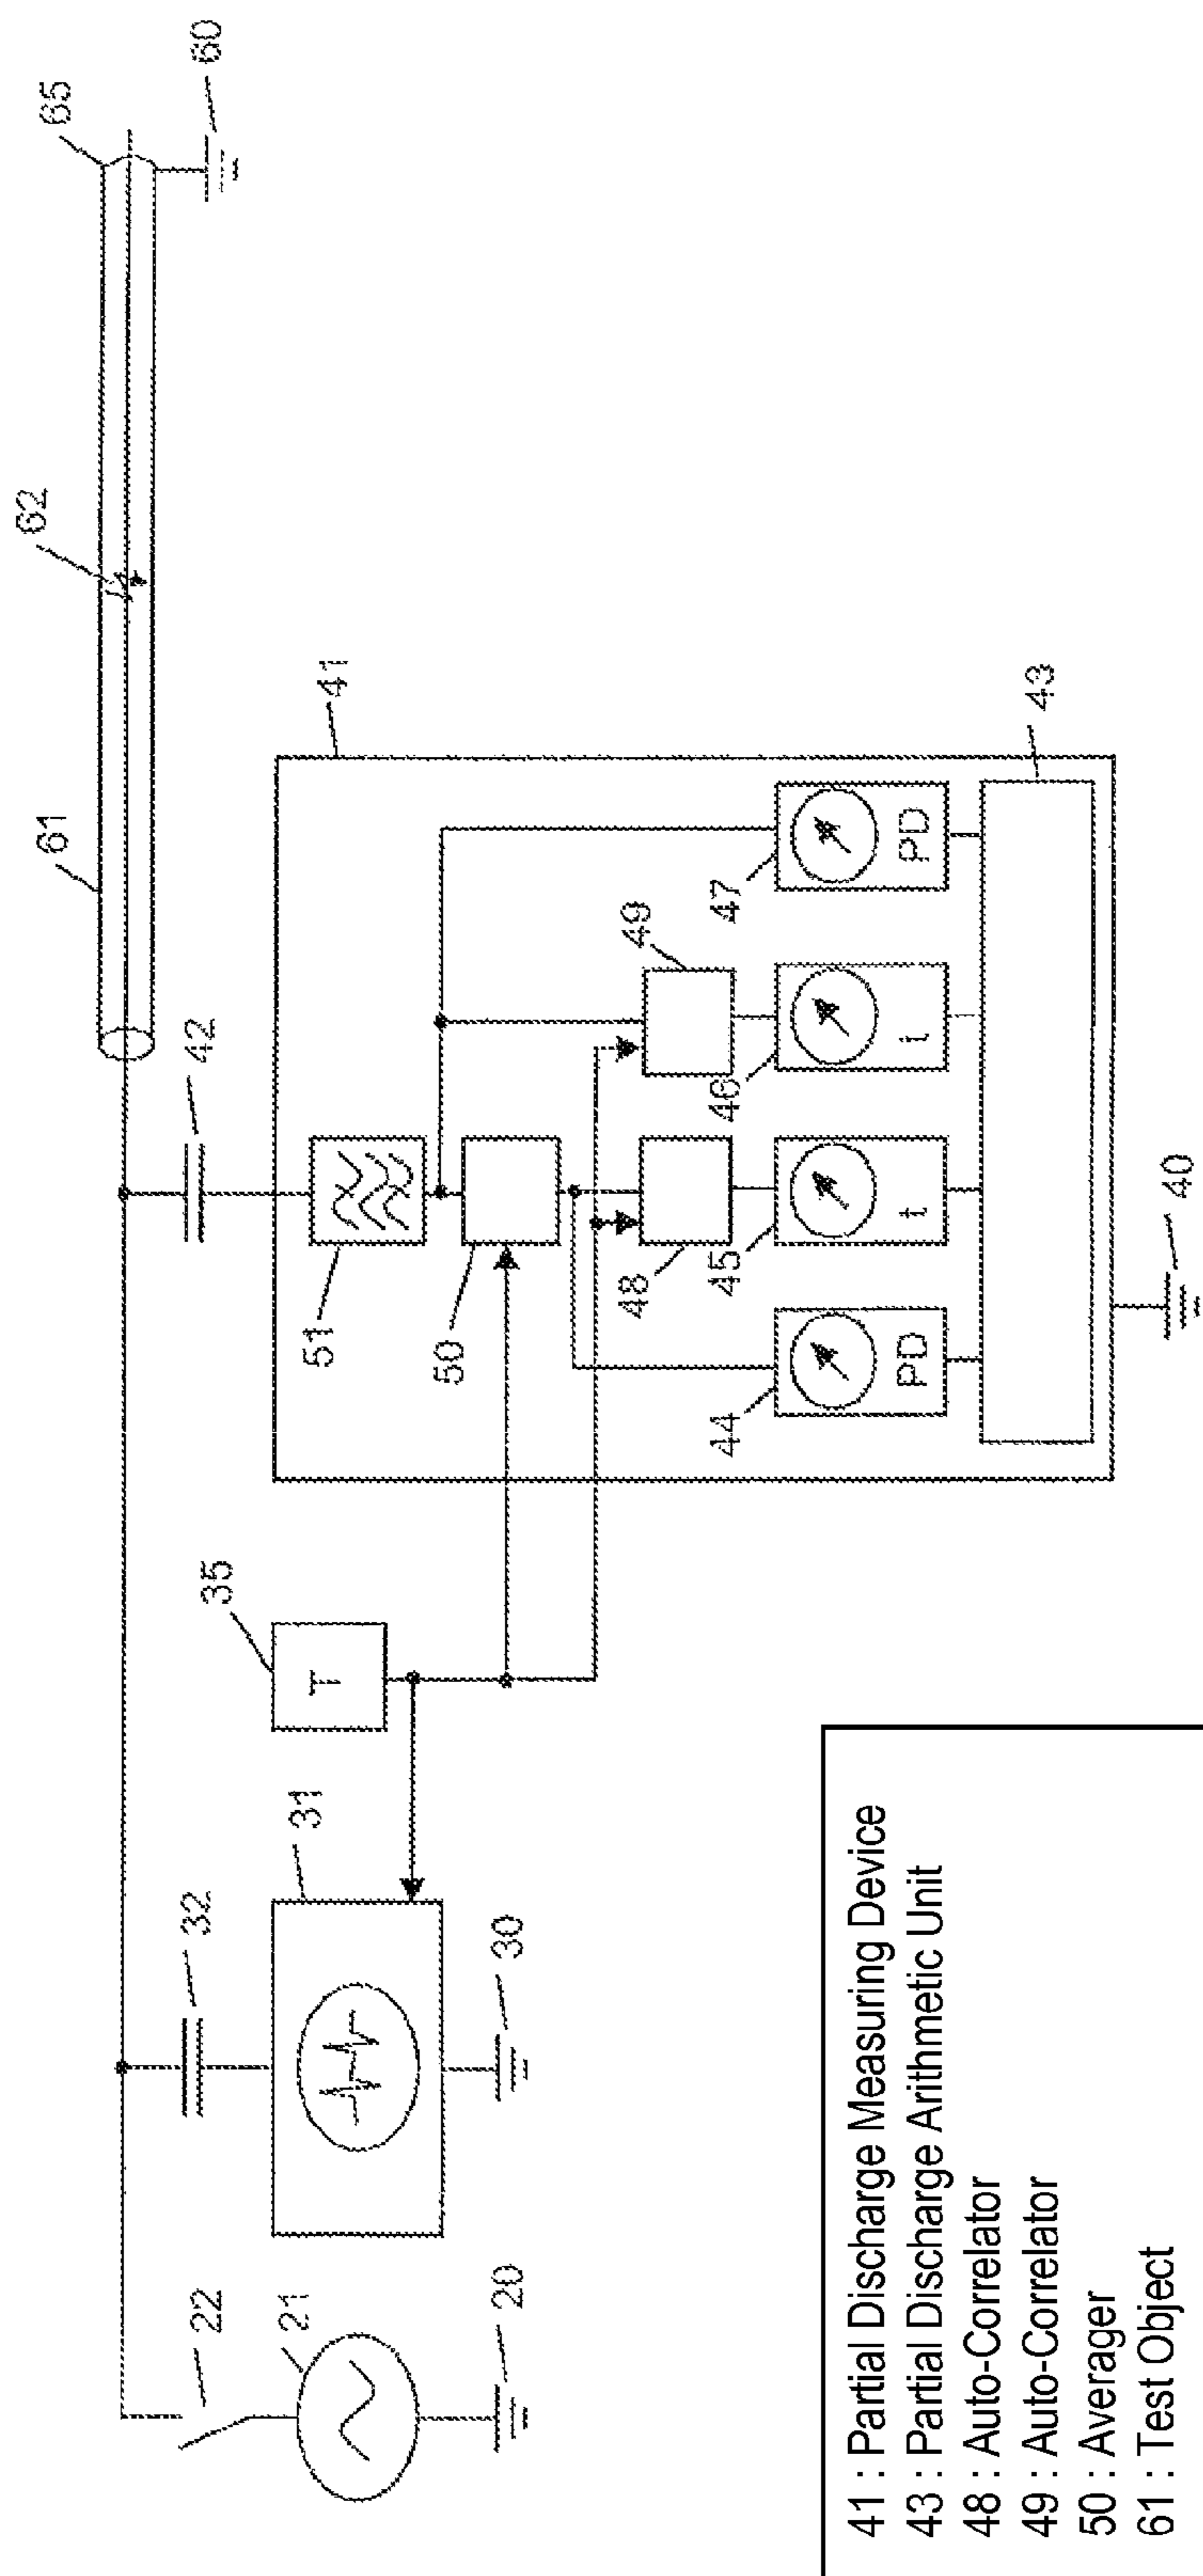 60
65
62
61
42
41
43
47
PD
49
46
t
51
50
48
45
t
44
PD
40
35
T
32
31
30
22
21
20
41 : Partial Discharge Measuring Device
43 : Partial Discharge Arithmetic Unit
48 : Auto-Correlator
49 : Auto-Correlator
50 : Averager
61 : Test Object